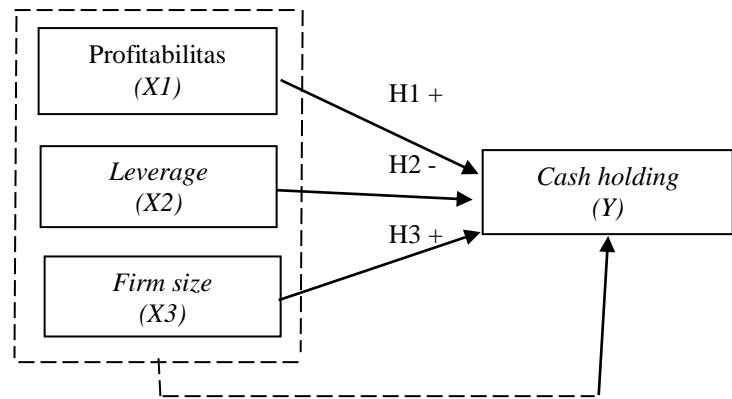 Profitabilitas
(X1)
H1 +
Leverage
(X2)
H2 -
Cash holding
(Y)
H3 +
Firm size
(X3)